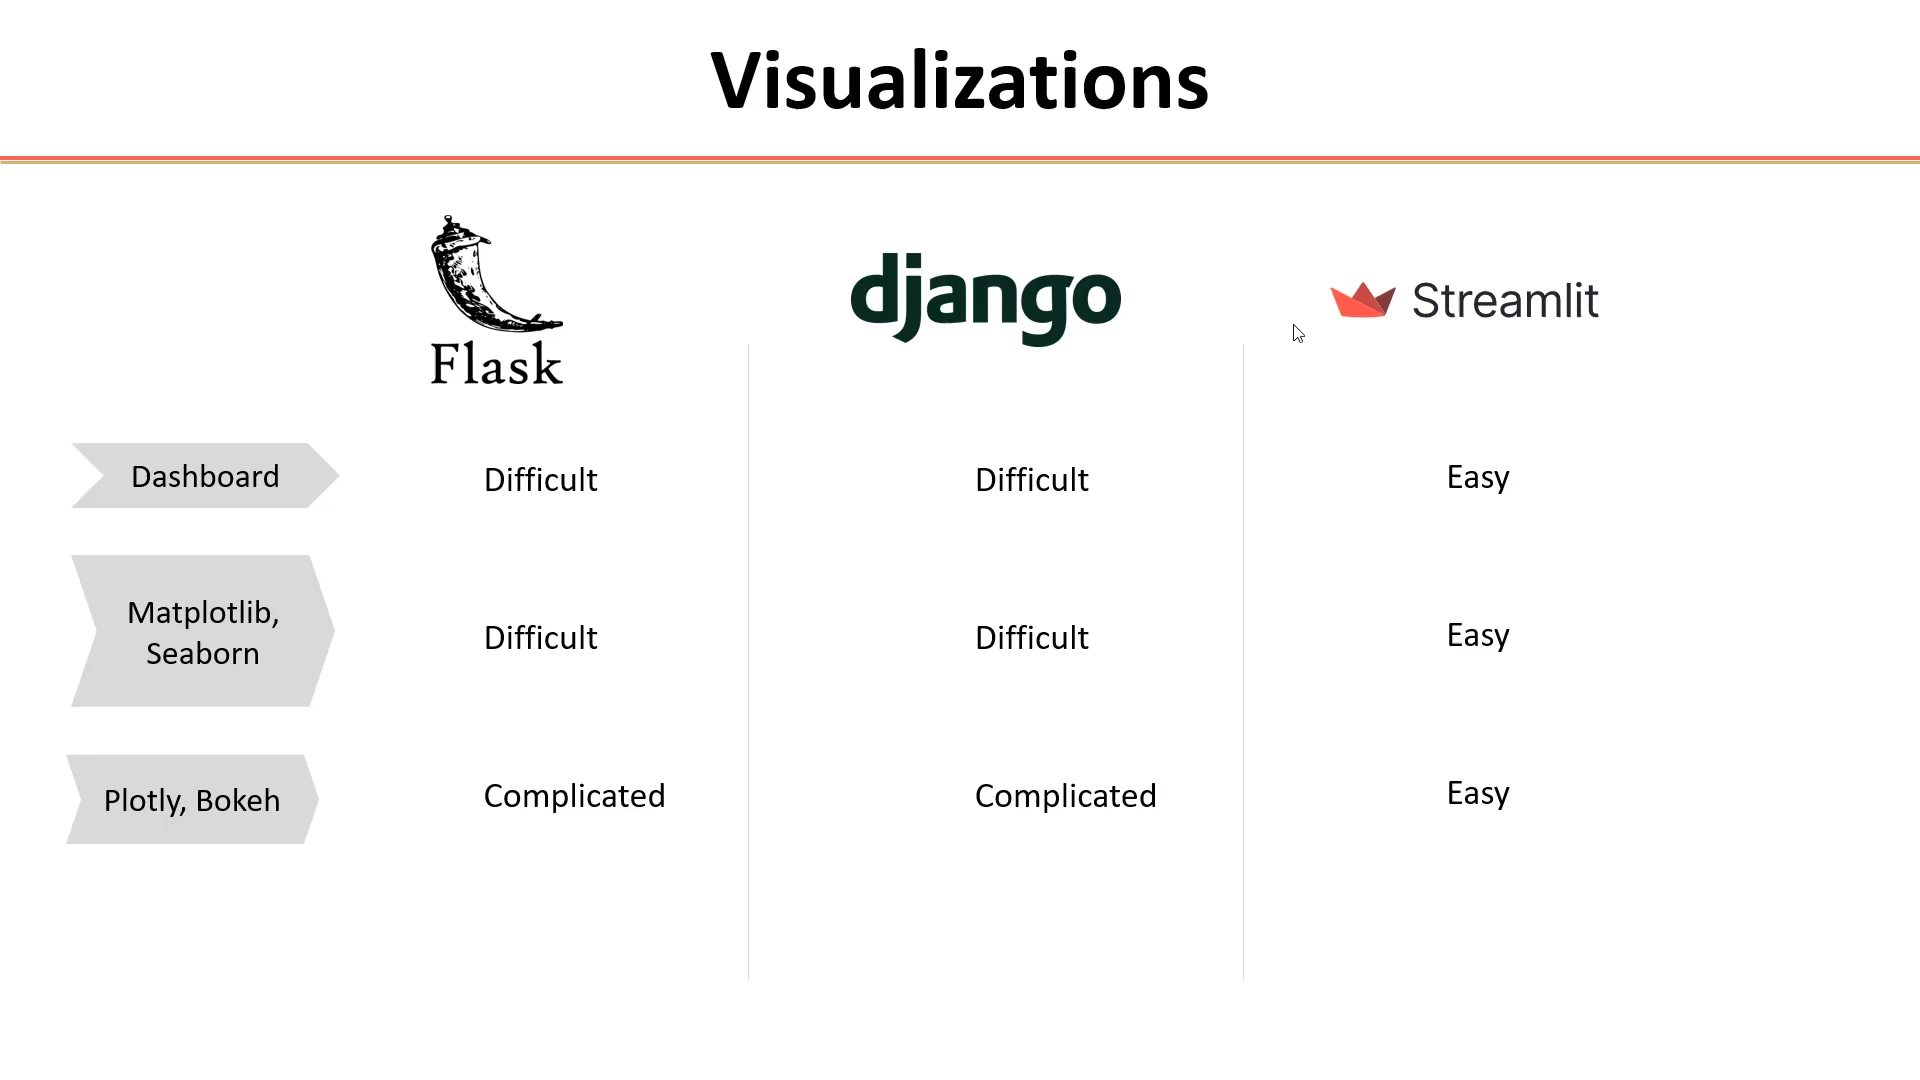 Visualizations
Flask
django
Streamlit
Dashboard
Difficult
Difficult
Easy
Matplotlib,
Seaborn
Difficult
Difficult
Easy
Plotly, Bokeh
Complicated
Complicated
Easy